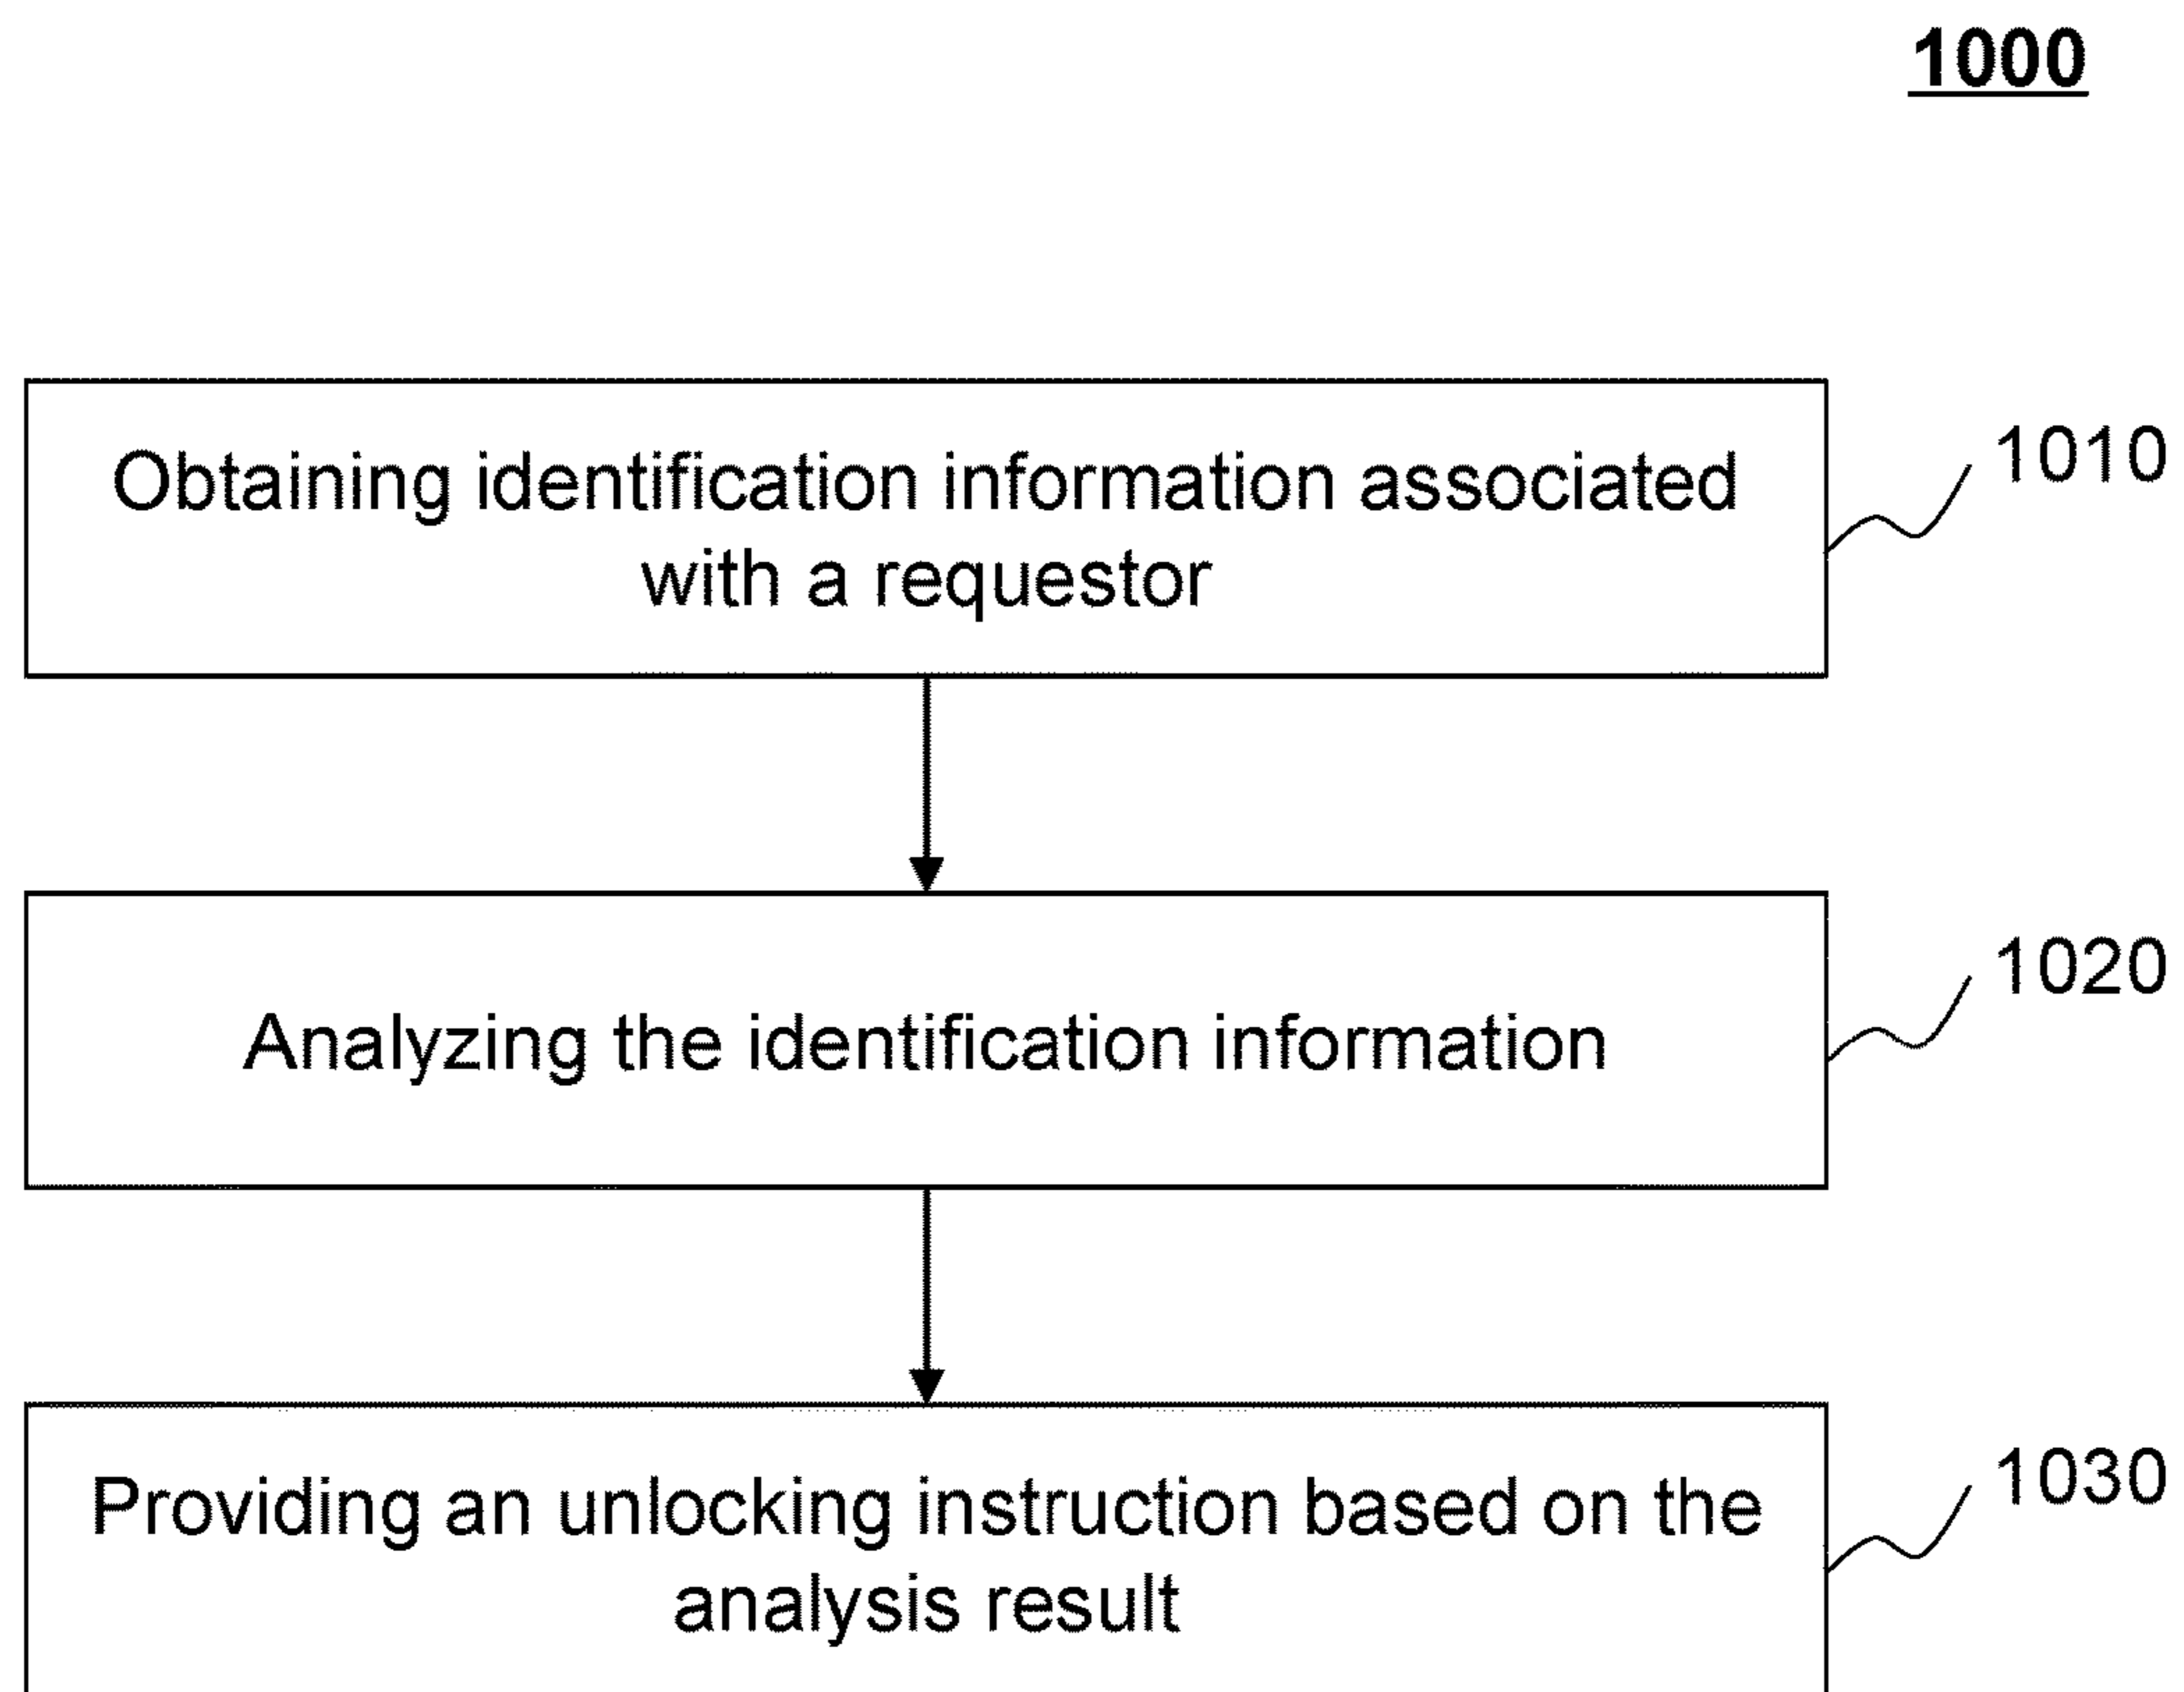 1000
Obtaining identification information associated
with a requestor
1010
Analyzing the identification information
1020
Providing an unlocking instruction based on the
analysis result
1030